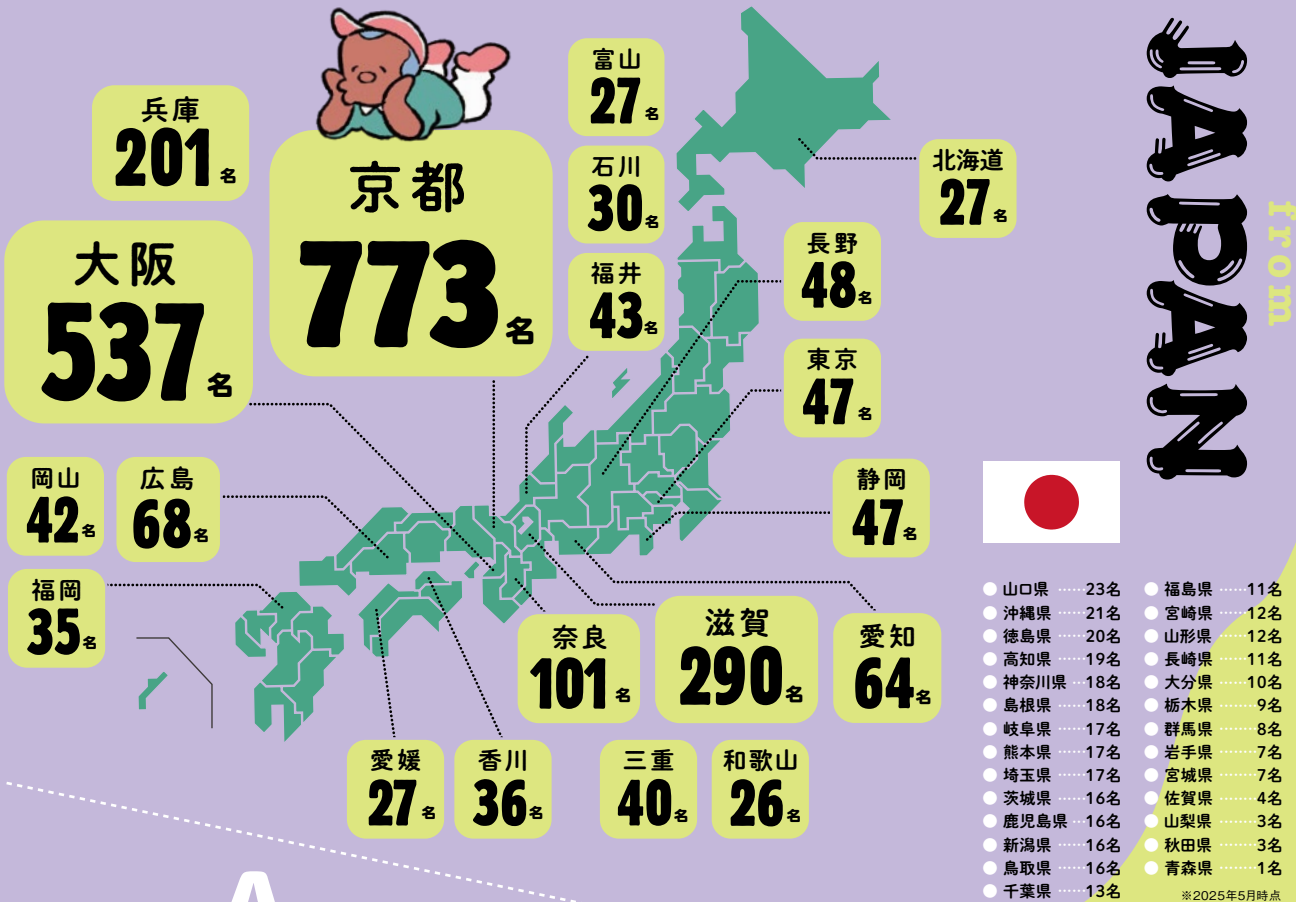 from
JAPAN
富山
27名
兵庫
201名
京都
773名
石川
30名
北海道
27名
大阪
537名
福井
43名
長野
48名
東京
47名
岡山
42名
広島
68名
静岡
47名
福岡
35名
奈良
101名
滋賀
290名
愛知
64名
愛媛
27名
香川
36名
三重
40名
和歌山
26名
山口県……23名
沖縄県……21名
徳島県……20名
高知県……19名
神奈川県…18名
島根県……18名
岐阜県……17名
熊本県……17名
埼玉県……17名
茨城県……16名
鹿児島県…16名
新潟県……16名
鳥取県……16名
千葉県……13名
福島県……11名
宮崎県……12名
山形県……12名
長崎県……11名
大分県……10名
栃木県……9名
群馬県……8名
岩手県……7名
宮城県……7名
佐賀県……4名
山梨県……3名
秋田県……3名
青森県……1名
※2025年5月時点